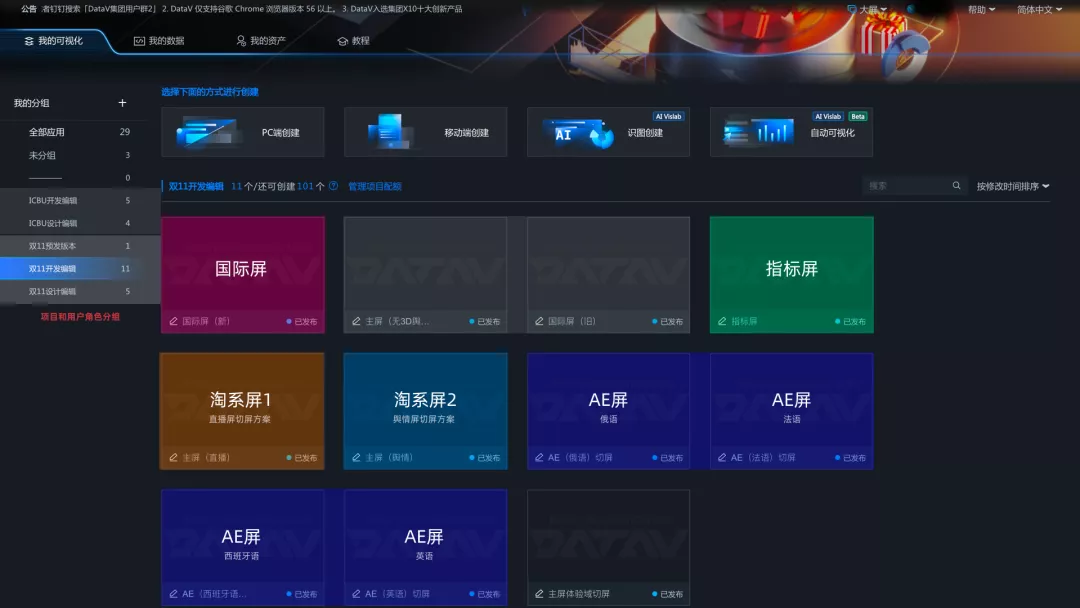 公告 :者钉钉搜索「DataV集团用户群2」 2. DataV 仅支持谷歌 Chrome 浏览器版本 56 以上。 3. DataV入选集团X10十大创新产品
大屏
帮助
简体中文
我的可视化
我的数据
我的资产
教程
我的分组 +
全部应用 29
未分组 3
0
ICBU开发编辑 5
ICBU设计编辑 4
双11预发版本 1
双11开发编辑 11
双11设计编辑 5
项目和用户角色分组
选择下面的方式进行创建
PC端创建
移动端创建
AI Vislab
AI
识图创建
AI Vislab Beta
自动可视化
双11开发编辑 11个/还可创建101个 ? 管理项目配额
搜索
按修改时间排序
国际屏
国际屏（新） 已发布
DATAV
主屏（无3D舆... 已发布
DATAV
国际屏（旧） 已发布
指标屏
指标屏 已发布
淘系屏1
直播屏切屏方案
主屏（直播） 已发布
淘系屏2
舆情屏切屏方案
主屏（舆情） 已发布
AE屏
俄语
AE（俄语）切屏 已发布
AE屏
法语
AE（法语）切屏 已发布
AE屏
西班牙语
AE（西班牙语... 已发布
AE屏
英语
AE（英语）切屏 已发布
DATAV
主屏体验域切屏 已发布